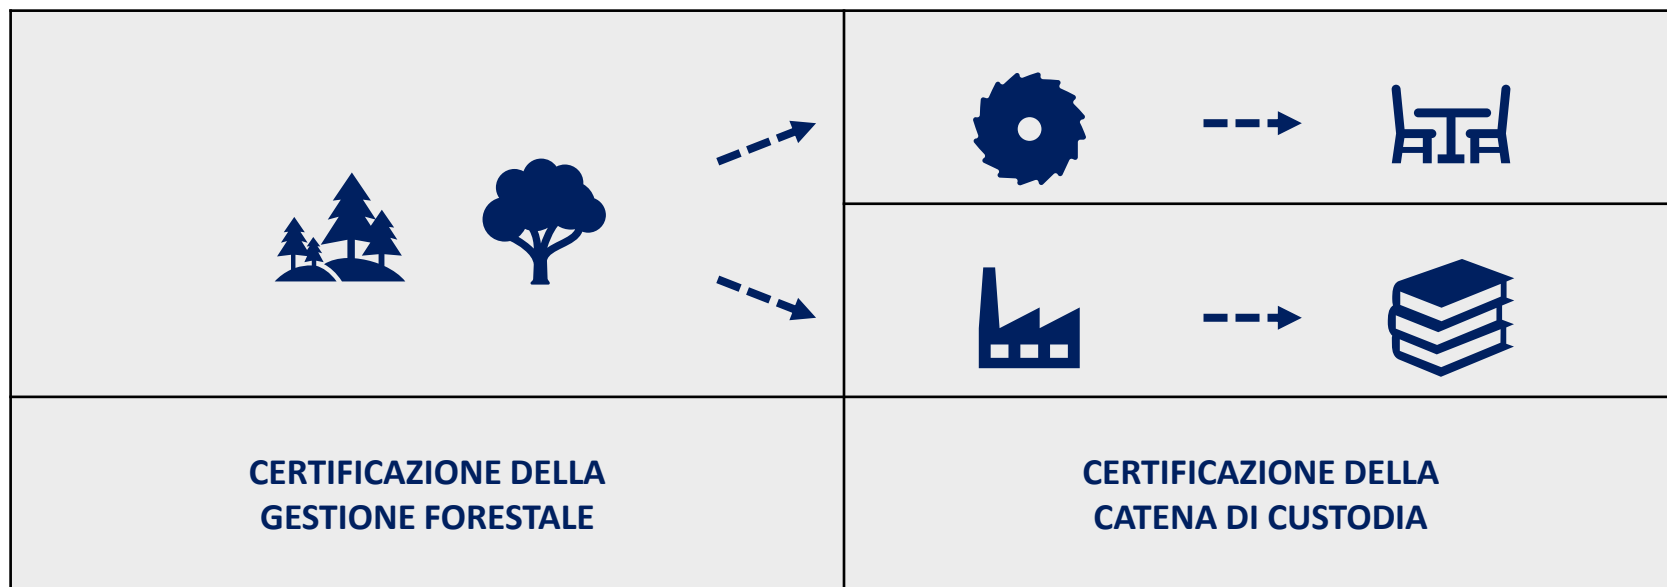 CERTIFICAZIONE DELLA
GESTIONE FORESTALE
CERTIFICAZIONE DELLA
CATENA DI CUSTODIA